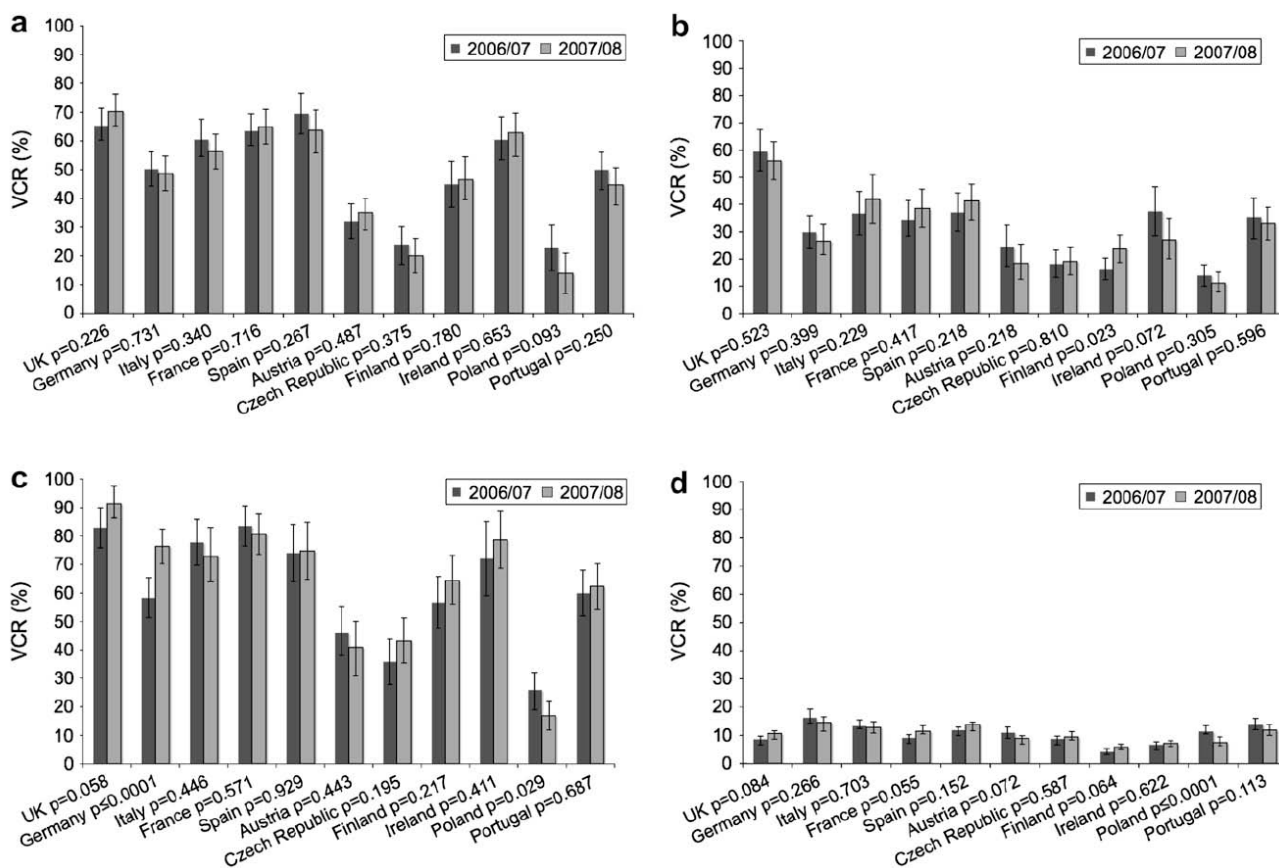 a
2006/07 2007/08
VCR (%)
100
90
80
70
60
50
40
30
20
10
0
UK p=0.226
Germany p=0.731
Italy p=0.340
France p=0.716
Spain p=0.267
Austria p=0.487
Czech Republic p=0.375
Finland p=0.780
Ireland p=0.653
Poland p=0.093
Portugal p=0.250
b
2006/07 2007/08
VCR (%)
100
90
80
70
60
50
40
30
20
10
0
UK p=0.523
Germany p=0.399
Italy p=0.229
France p=0.417
Spain p=0.218
Austria p=0.218
Czech Republic p=0.810
Finland p=0.023
Ireland p=0.072
Poland p=0.305
Portugal p=0.596
c
2006/07 2007/08
VCR (%)
100
90
80
70
60
50
40
30
20
10
0
UK p=0.058
Germany p≤0.0001
Italy p=0.446
France p=0.571
Spain p=0.929
Austria p=0.443
Czech Republic p=0.195
Finland p=0.217
Ireland p=0.411
Poland p=0.029
Portugal p=0.687
d
2006/07 2007/08
VCR (%)
100
90
80
70
60
50
40
30
20
10
0
UK p=0.084
Germany p=0.266
Italy p=0.703
France p=0.055
Spain p=0.152
Austria p=0.072
Czech Republic p=0.587
Finland p=0.064
Ireland p=0.622
Poland p≤0.0001
Portugal p=0.113